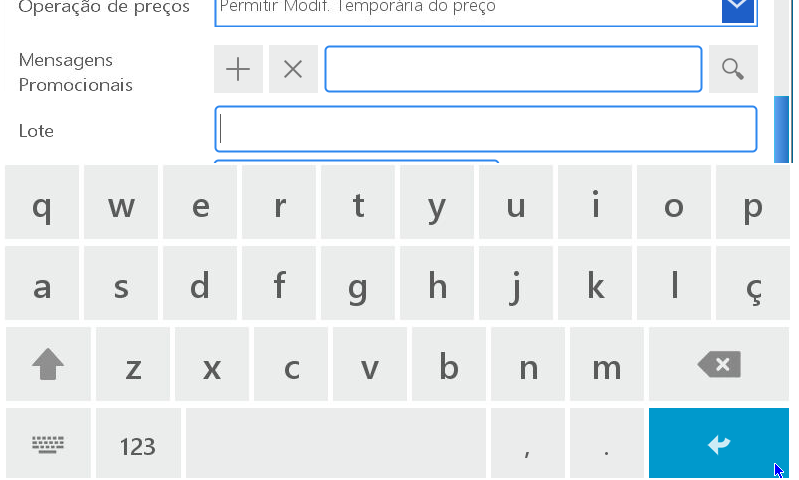 Operação de preços Permitir Modif. Temporária do preço
Mensagens
Promocionais
Lote
q w e r t y u i o p
a s d f g h j k l ç
z x c v b n m
123 , .